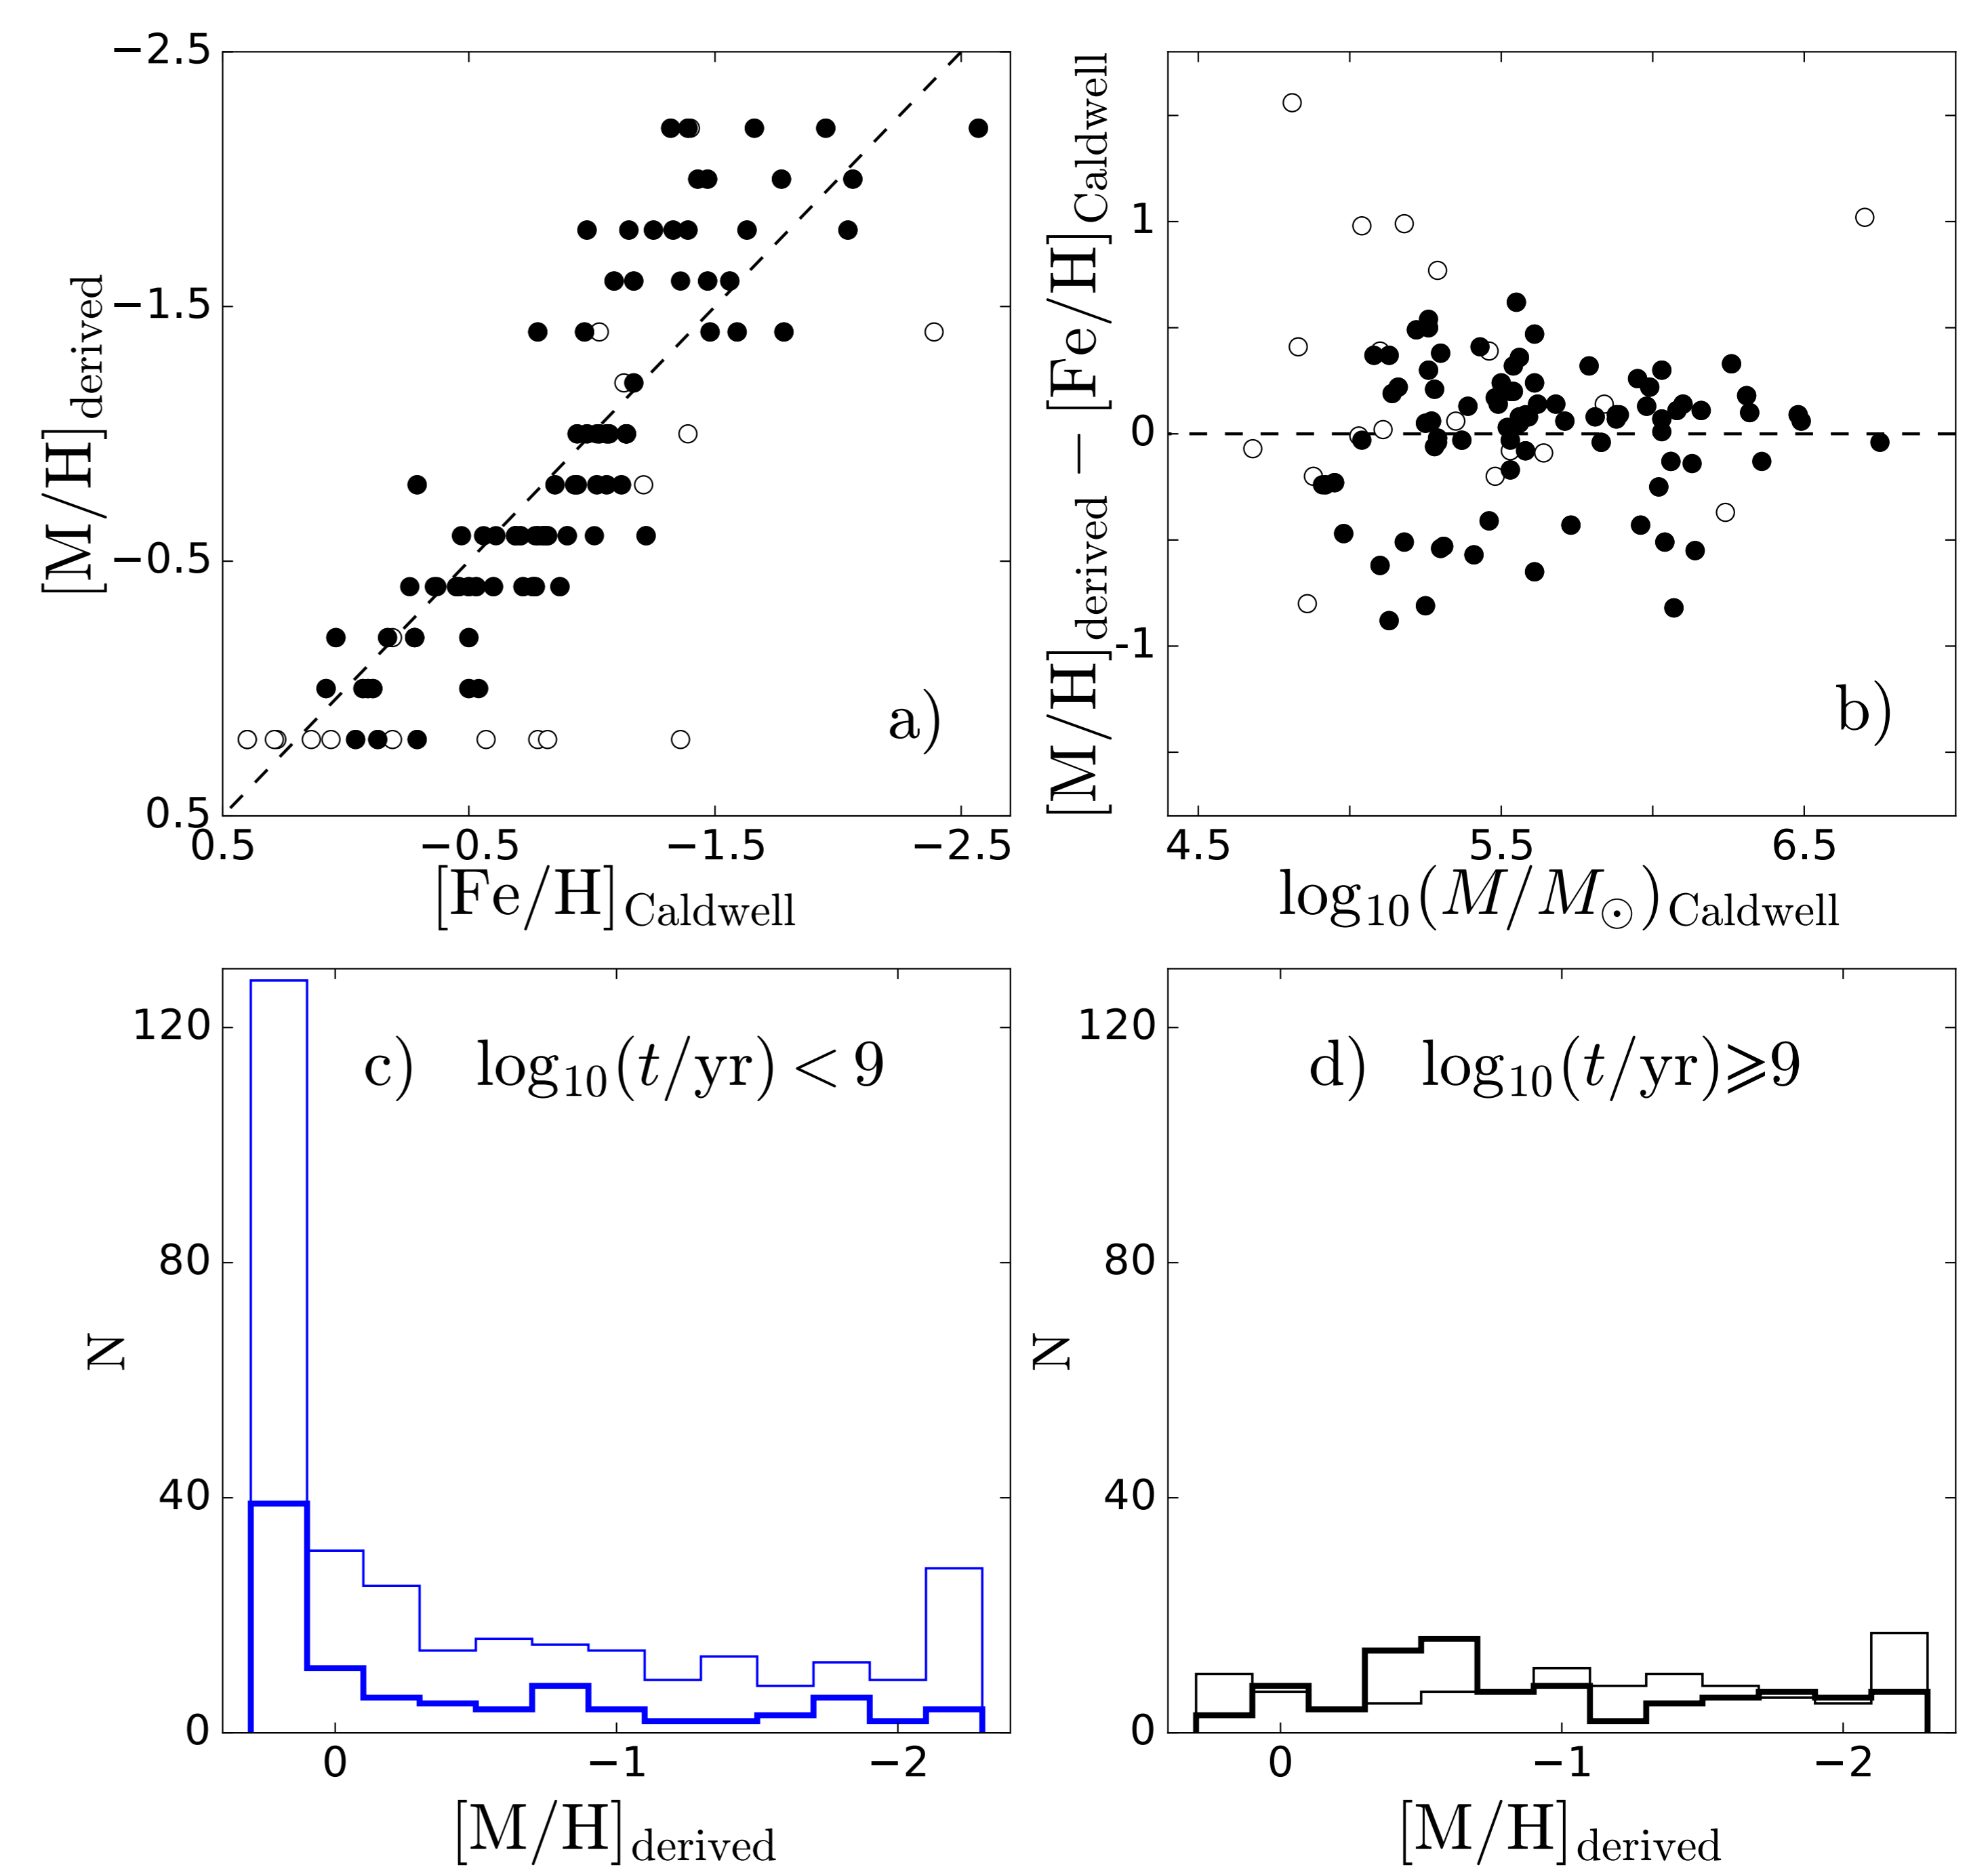 −2.5
−1.5
−0.5
0.5
[M/H]derived
0.5 −0.5 −1.5 −2.5
[Fe/H]Caldwell
a)
1
0
-1
[M/H]derived − [Fe/H]Caldwell
4.5 5.5 6.5
log10(M/M⊙)Caldwell
b)
120
80
40
0
N
c) log10(t/yr) < 9
0 −1 −2
[M/H]derived
120
80
40
0
N
d) log10(t/yr)⩾9
0 −1 −2
[M/H]derived